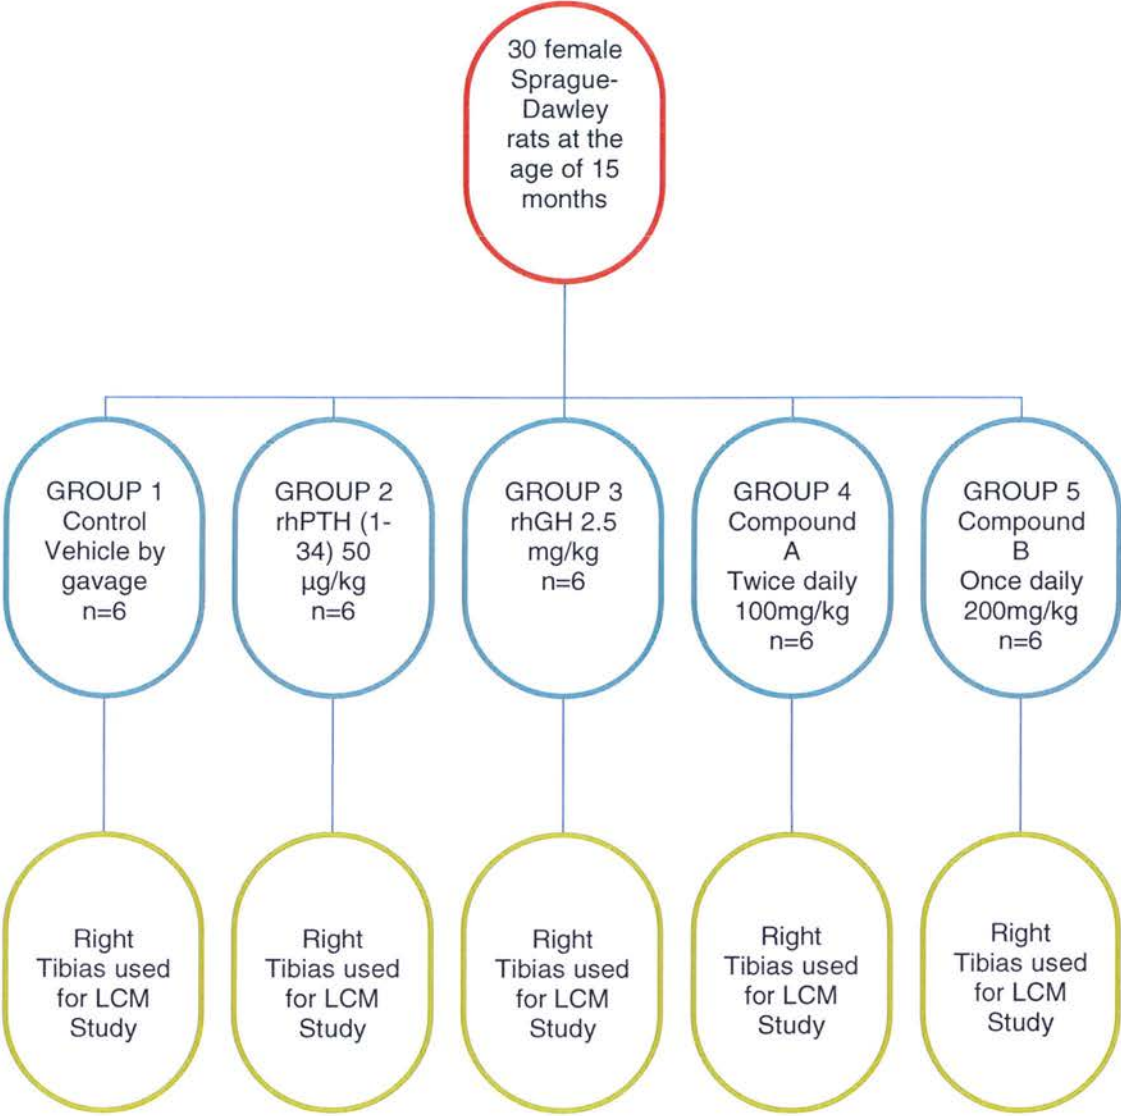 30 female
Sprague-
Dawley
rats at the
age of 15
months
GROUP 1
Control
Vehicle by
gavage
n=6
GROUP 2
rhPTH (1-
34) 50
µg/kg
n=6
GROUP 3
rhGH 2.5
mg/kg
n=6
GROUP 4
Compound
A
Twice daily
100mg/kg
n=6
GROUP 5
Compound
B
Once daily
200mg/kg
n=6
Right
Tibias used
for LCM
Study
Right
Tibias used
for LCM
Study
Right
Tibias used
for LCM
Study
Right
Tibias used
for LCM
Study
Right
Tibias used
for LCM
Study